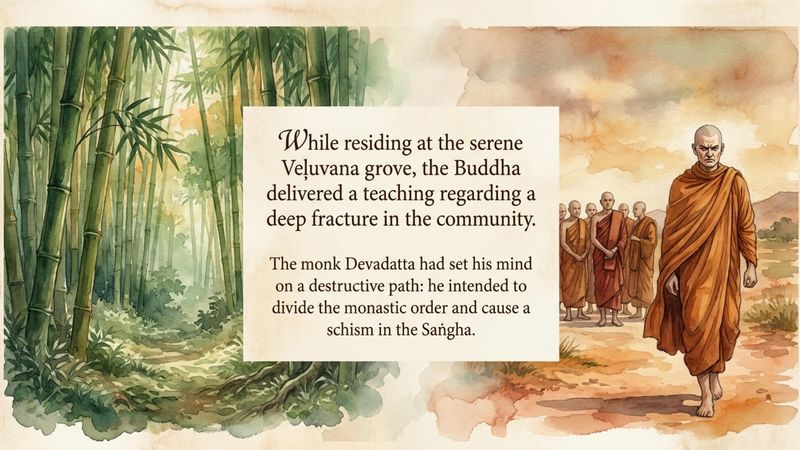 While residing at the serene
Veḷuvana grove, the Buddha
delivered a teaching regarding a
deep fracture in the community.
The monk Devadatta had set his mind
on a destructive path: he intended to
divide the monastic order and cause a
schism in the Saṅgha.